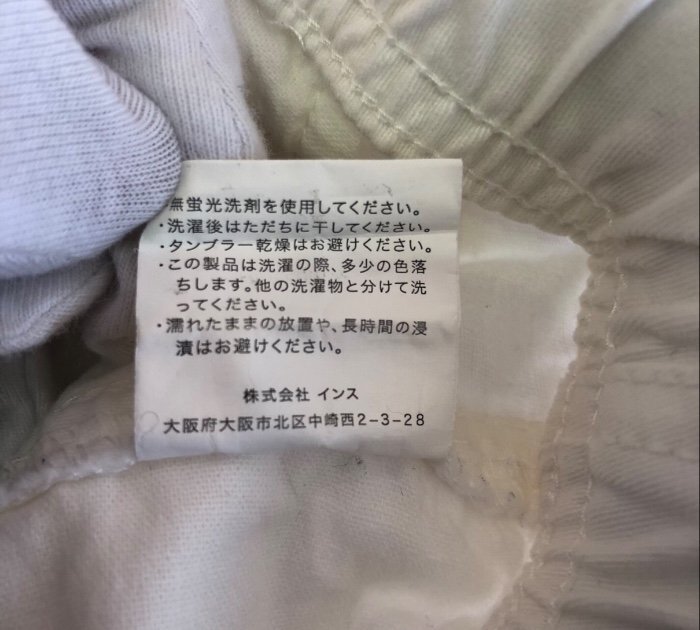 ・無蛍光洗剤を使用してください。
・洗濯後はただちに干してください。
・タンブラー乾燥はお避けください。
・この製品は洗濯の際、多少の色落
ちします。他の洗濯物と分けて洗
ってください。
・濡れたままの放置や、長時間の浸
漬はお避けください。
株式会社 インス
大阪府大阪市北区中崎西2-3-28